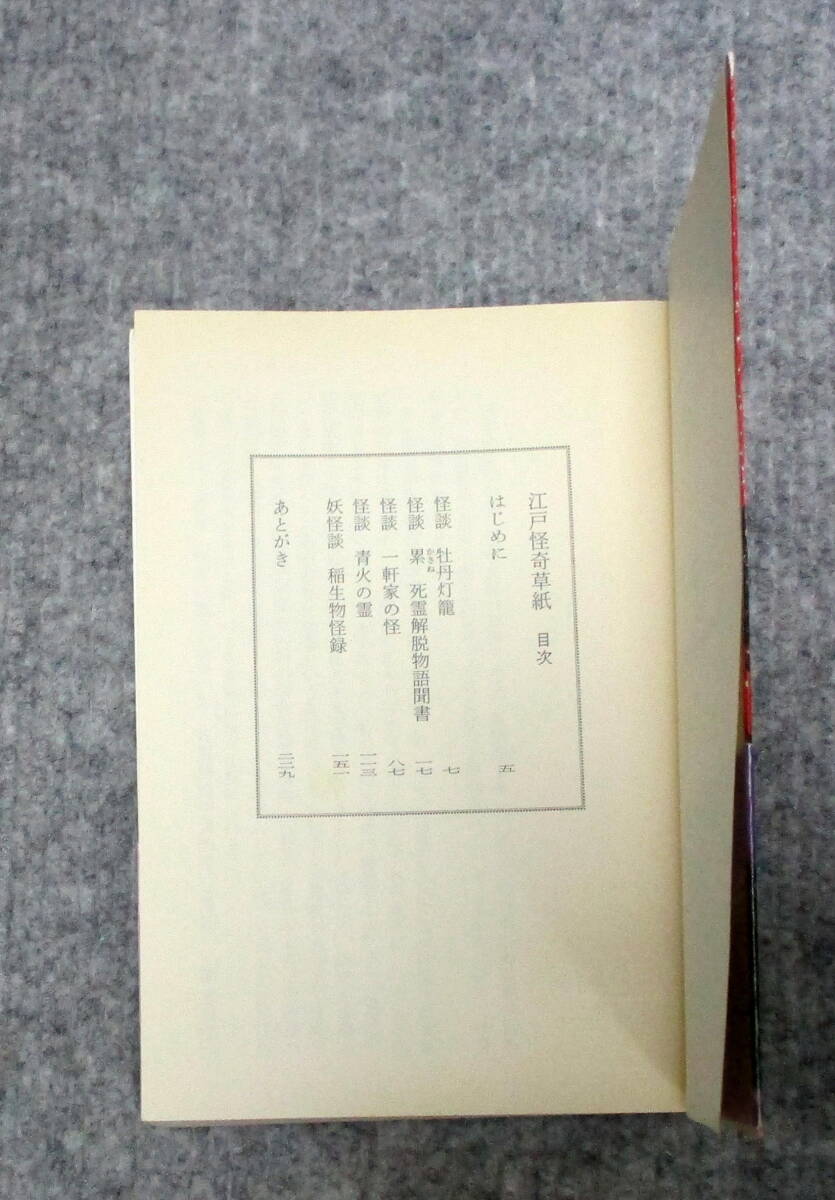 江戸怪奇草紙 目次
はじめに 五
怪談 牡丹灯籠 七
怪談 累 死霊解脱物語聞書 一七
かさね
怪談 一軒家の怪 八七
怪談 青火の霊 一一三
妖怪談 稲生物怪録 一五一
あとがき 二三九